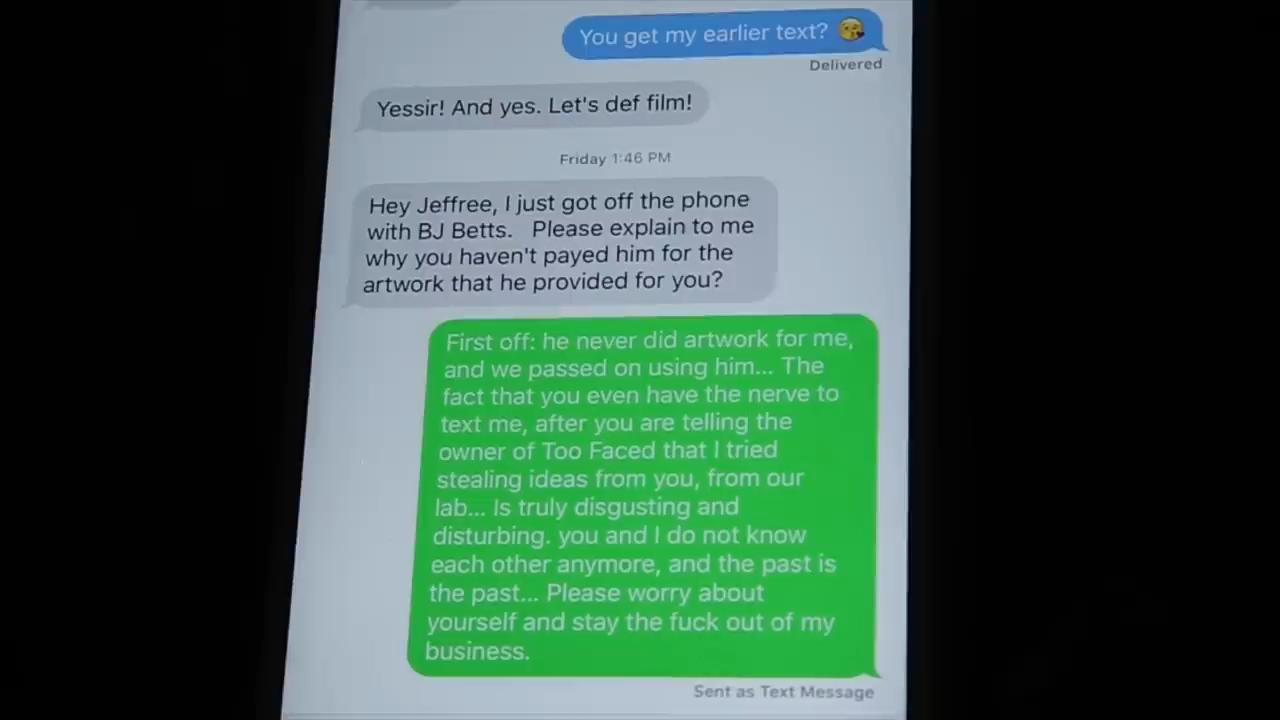 You get my earlier text? 😘
Delivered
Yessir! And yes. Let's def film!
Friday 1:46 PM
Hey Jeffree, I just got off the phone
with BJ Betts.   Please explain to me
why you haven't payed him for the
artwork that he provided for you?
First off: he never did artwork for me,
and we passed on using him... The
fact that you even have the nerve to
text me, after you are telling the
owner of Too Faced that I tried
stealing ideas from you, from our
lab... Is truly disgusting and
disturbing. you and I do not know
each other anymore, and the past is
the past... Please worry about
yourself and stay the fuck out of my
business.
Sent as Text Message